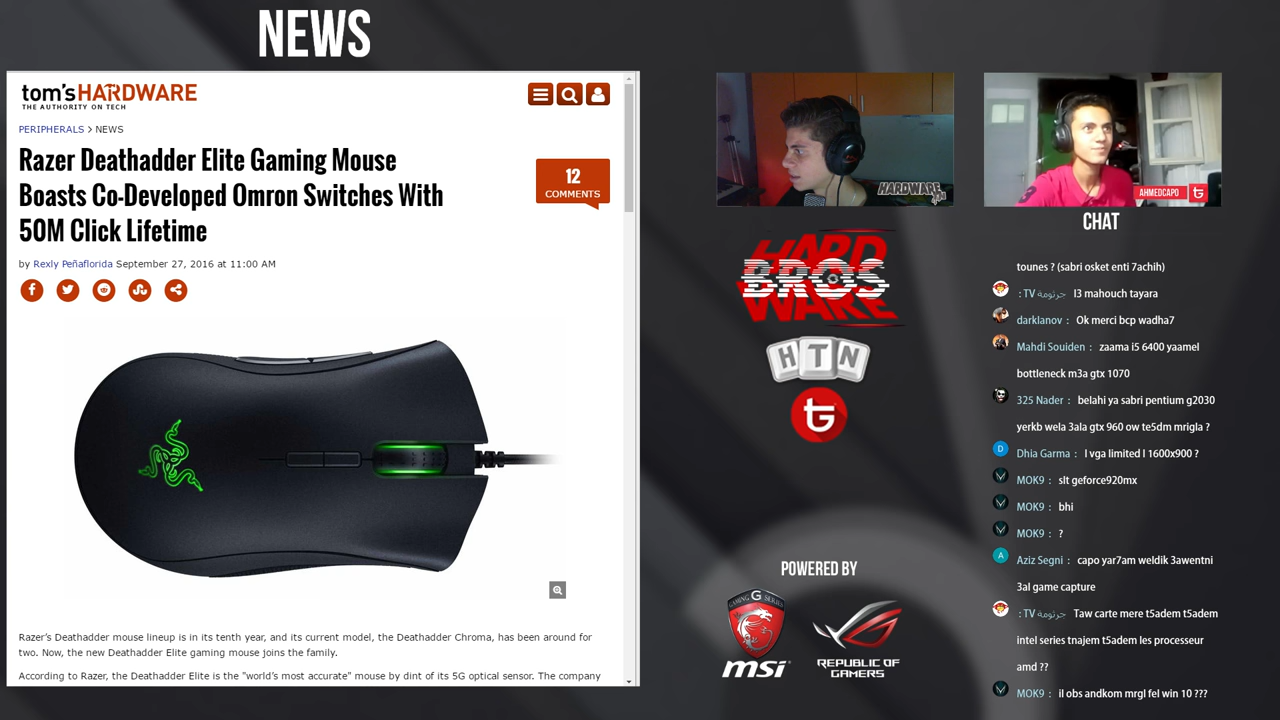 NEWS
tom'sHARDWARE
THE AUTHORITY ON TECH
PERIPHERALS > NEWS
Razer Deathadder Elite Gaming Mouse
Boasts Co-Developed Omron Switches With
50M Click Lifetime
12
COMMENTS
by Rexly Peñaflorida September 27, 2016 at 11:00 AM
Razer's Deathadder mouse lineup is in its tenth year, and its current model, the Deathadder Chroma, has been around for
two. Now, the new Deathadder Elite gaming mouse joins the family.
According to Razer, the Deathadder Elite is the "world's most accurate" mouse by dint of its 5G optical sensor. The company
HARDWARE
AHMEDCAPO
HARD
BROS
WARE
HTN
tG
POWERED BY
GAMING G SERIES
msi
REPUBLIC OF
GAMERS
CHAT
tounes ? (sabri osket enti 7achih)
جرثومة TV : l3 mahouch tayara
darklanov : Ok merci bcp wadha7
Mahdi Souiden : zaama i5 6400 yaamel
bottleneck m3a gtx 1070
325 Nader : belahi ya sabri pentium g2030
yerkb wela 3ala gtx 960 ow te5dm mrigla ?
D
Dhia Garma : l vga limited l 1600x900 ?
MOK9 : slt geforce920mx
MOK9 : bhi
MOK9 : ?
A
Aziz Segni : capo yar7am weldik 3awentni
3al game capture
جرثومة TV : Taw carte mere t5adem t5adem
intel series tnajem t5adem les processeur
amd ??
MOK9 : il obs andkom mrgl fel win 10 ???